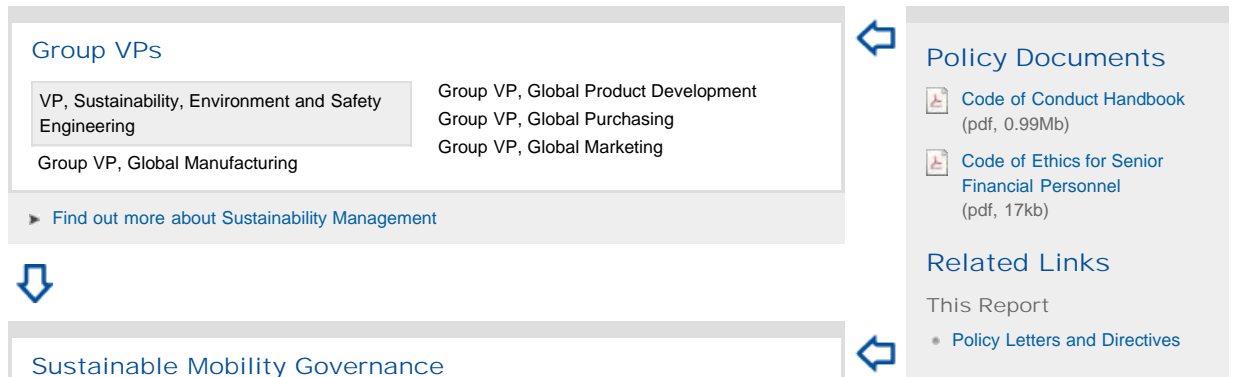 Group VPs
VP, Sustainability, Environment and Safety
Engineering
Group VP, Global Manufacturing
Group VP, Global Product Development
Group VP, Global Purchasing
Group VP, Global Marketing
Find out more about Sustainability Management
Sustainable Mobility Governance
Policy Documents
Code of Conduct Handbook
(pdf, 0.99Mb)
Code of Ethics for Senior
Financial Personnel
(pdf, 17kb)
Related Links
This Report
Policy Letters and Directives